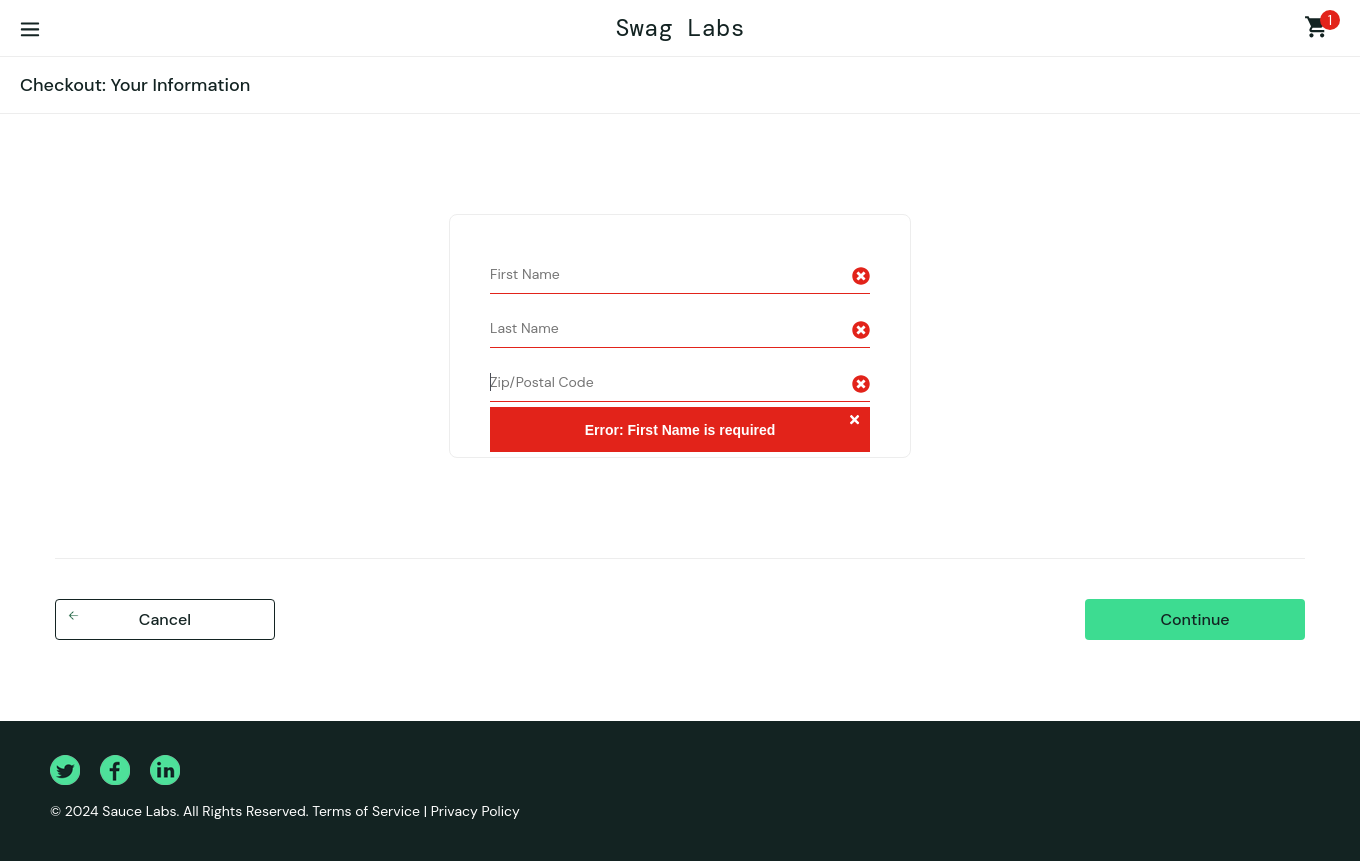 Swag Labs
1
Checkout: Your Information
First Name
Last Name
Zip/Postal Code
Error: First Name is required
Cancel
Continue
© 2024 Sauce Labs. All Rights Reserved. Terms of Service | Privacy Policy